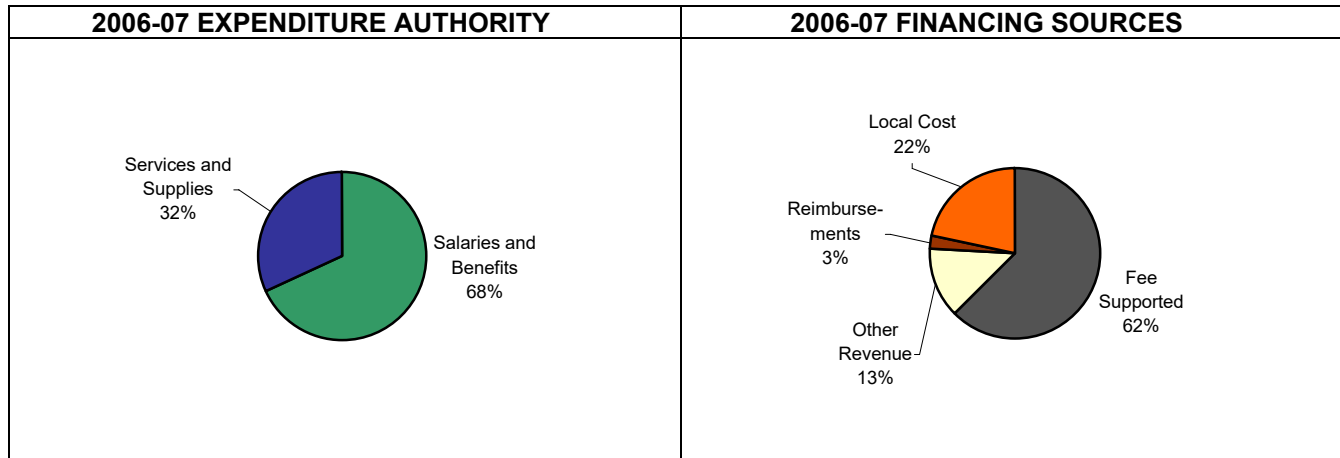 2006-07 EXPENDITURE AUTHORITY
Services and
Supplies
32%
Salaries and
Benefits
68%
2006-07 FINANCING SOURCES
Local Cost
22%
Reimburse-
ments
3%
Other
Revenue
13%
Fee
Supported
62%